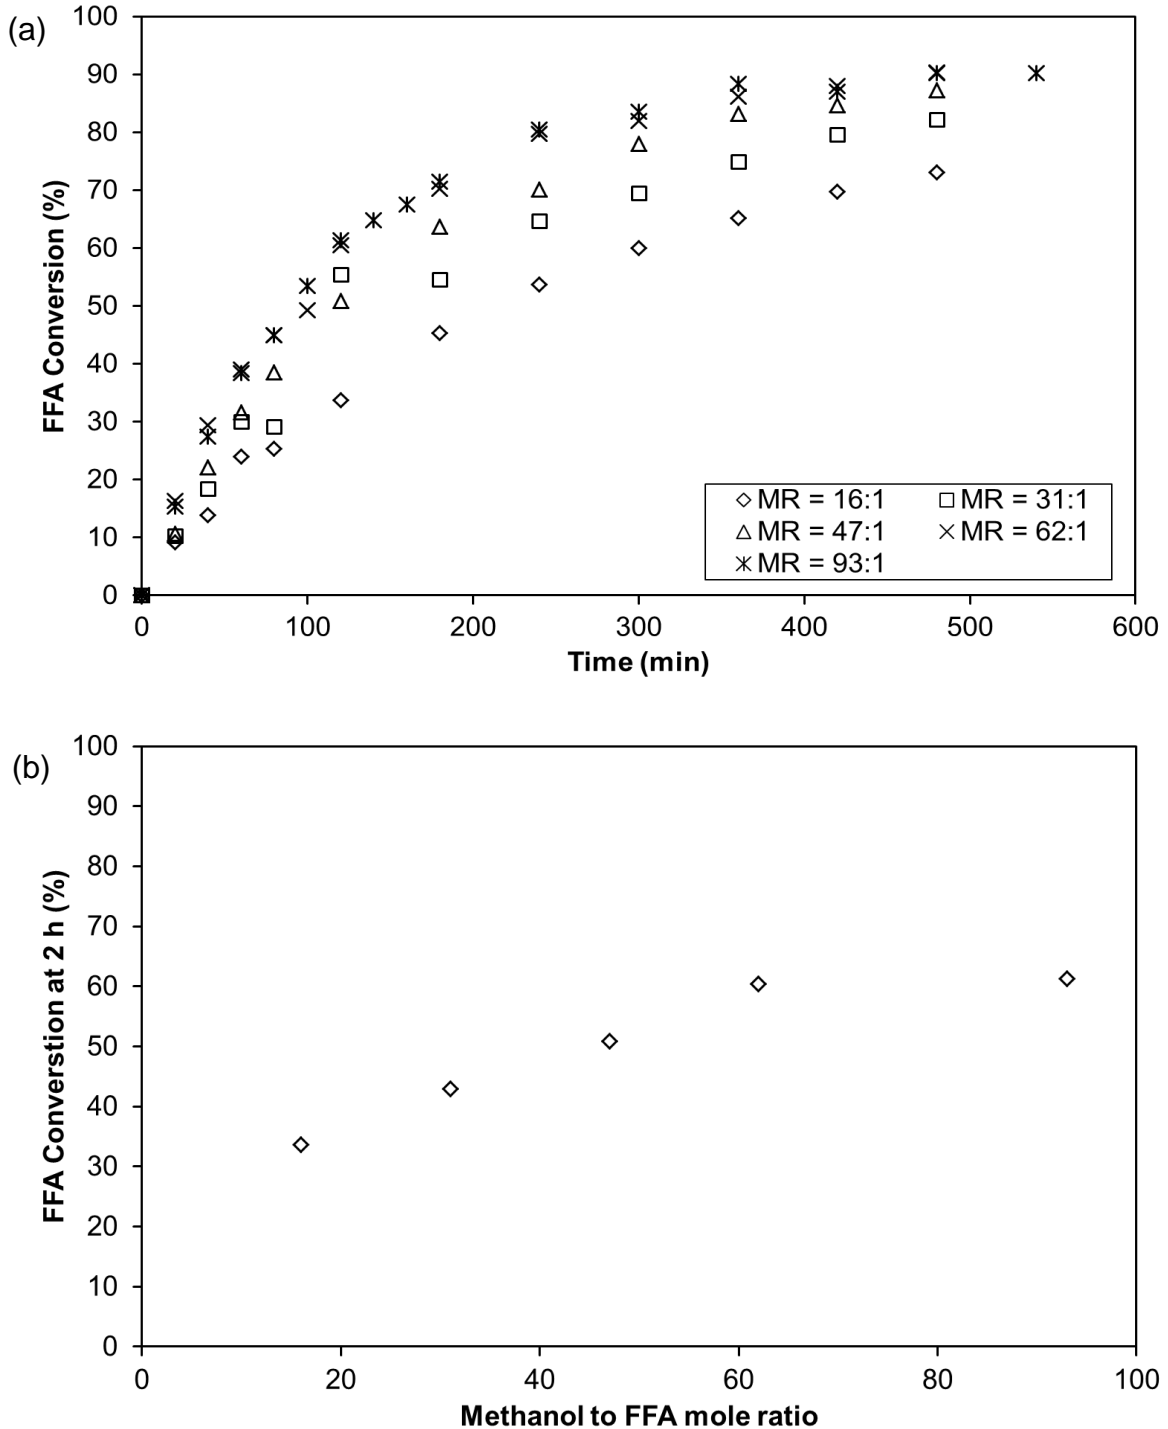 (a)
100
90
80
70
60
50
40
30
20
10
0
FFA Conversion (%)
MR = 16:1 MR = 31:1
MR = 47:1 MR = 62:1
MR = 93:1
0 100 200 300 400 500 600
Time (min)
(b)
100
90
80
70
60
50
40
30
20
10
0
FFA Converstion at 2 h (%)
0 20 40 60 80 100
Methanol to FFA mole ratio